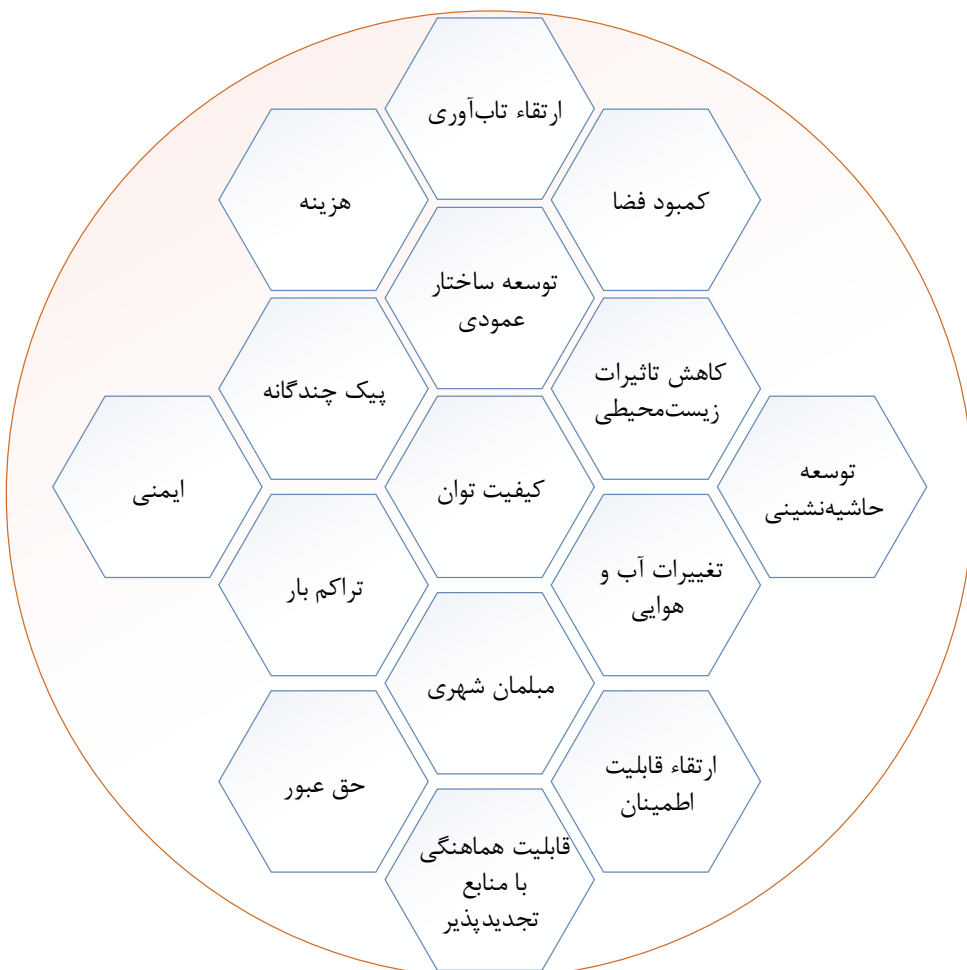 ارتقاء تاب‌آوری
کمبود فضا
هزینه
توسعه ساختار
عمودی
کاهش تاثیرات
زیست‌محیطی
پیک چندگانه
توسعه
حاشیه‌نشینی
کیفیت توان
ایمنی
تغییرات آب و
هوایی
تراکم بار
مبلمان شهری
ارتقاء قابلیت
اطمینان
حق عبور
قابلیت هماهنگی
با منابع
تجدیدپذیر